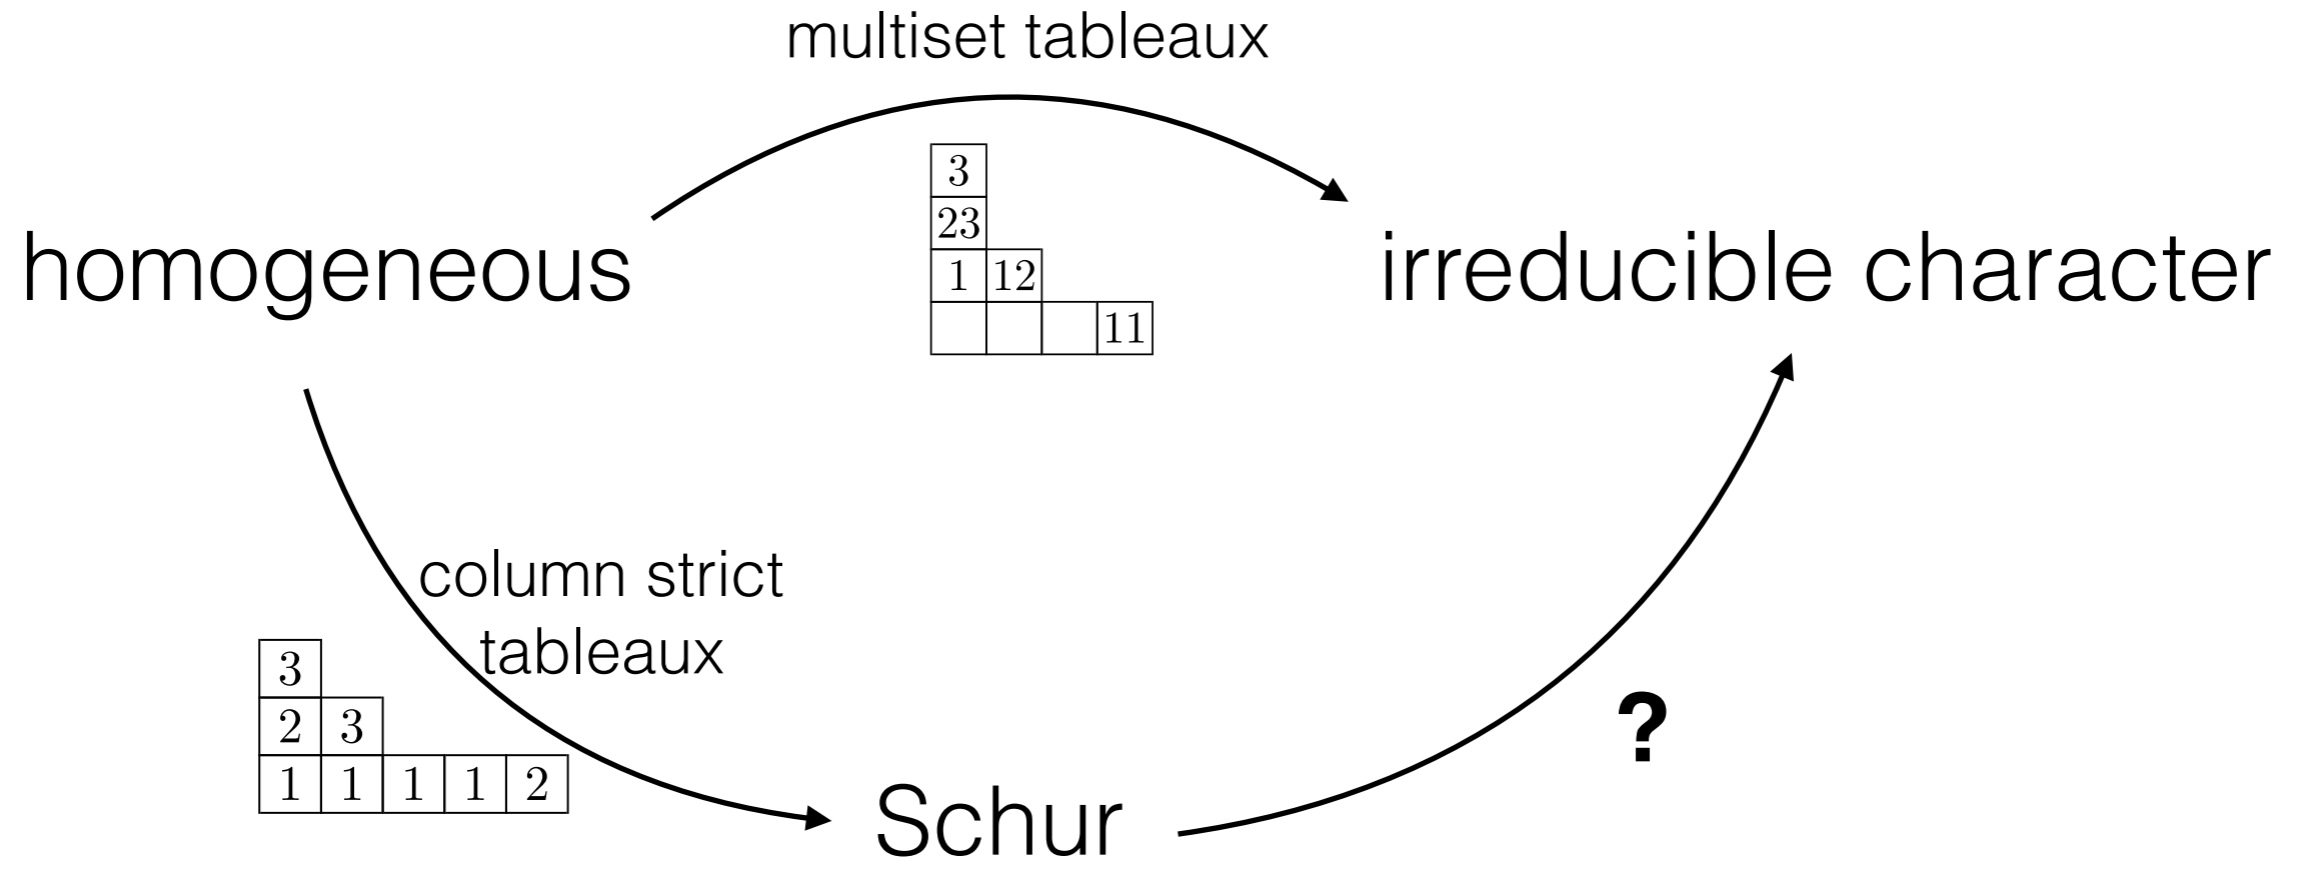 multiset tableaux
3
23
1 12
11
homogeneous
irreducible character
column strict
tableaux
3
2 3
1 1 1 1 2
?
Schur